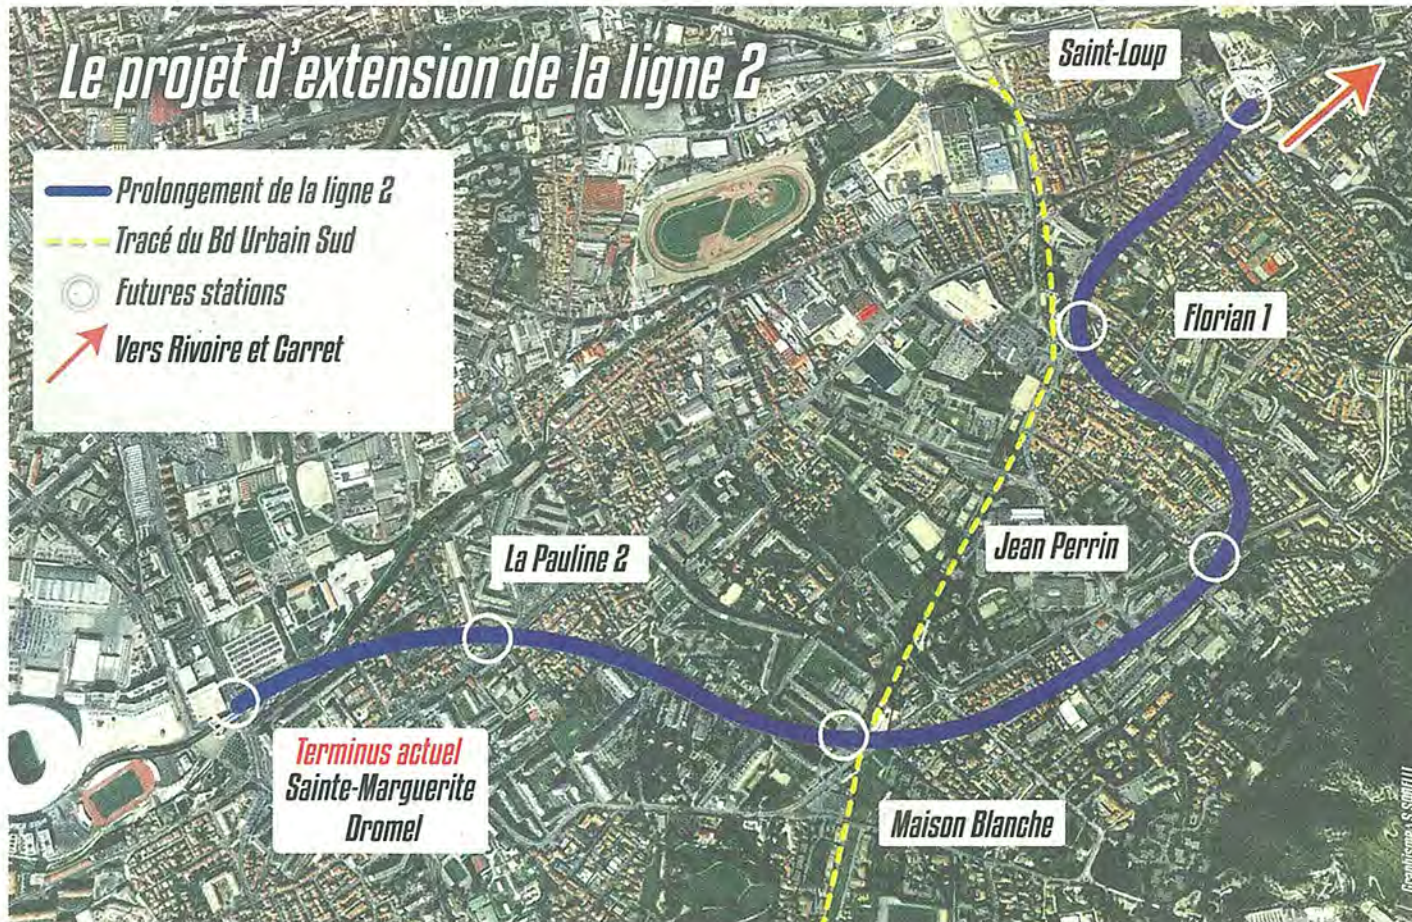 Le projet d'extension de la ligne 2
Prolongement de la ligne 2
Tracé du Bd Urbain Sud
Futures stations
Vers Rivoire et Carret
Saint-Loup
Florian 1
Jean Perrin
La Pauline 2
Terminus actuel
Sainte-Marguerite
Dromel
Maison Blanche
Graphisme